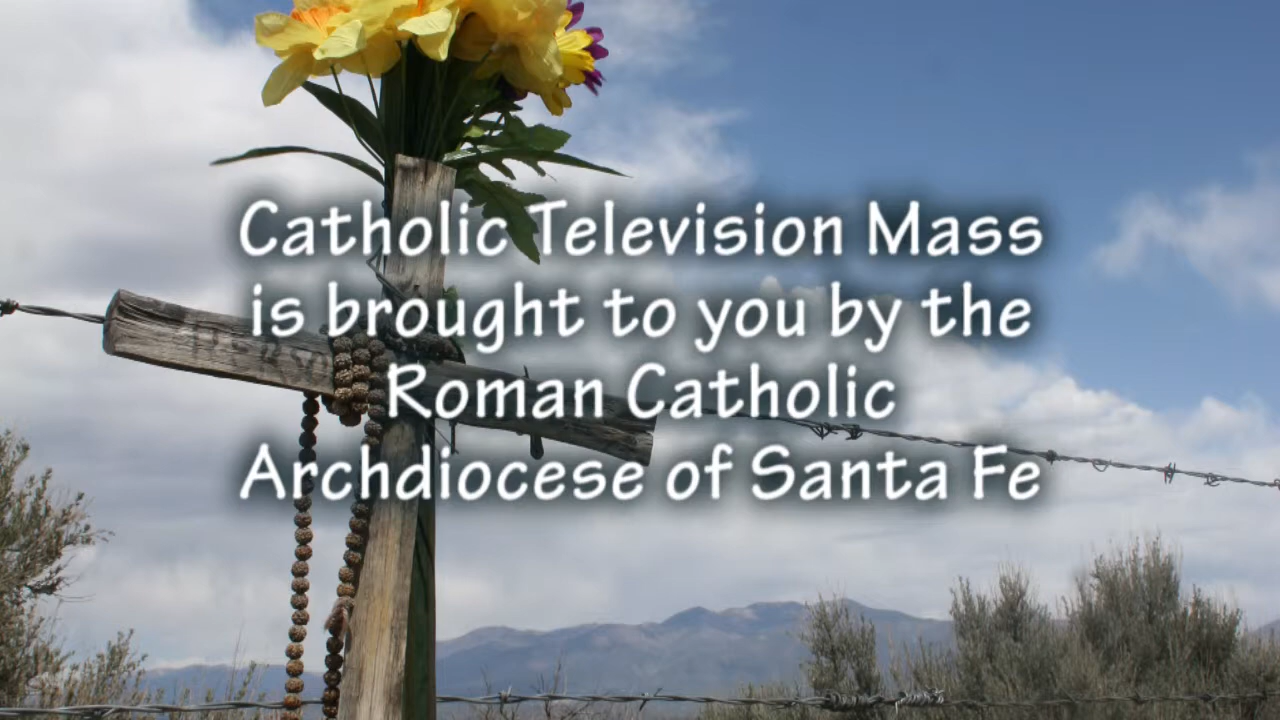 Catholic Television Mass
is brought to you by the
Roman Catholic
Archdiocese of Santa Fe